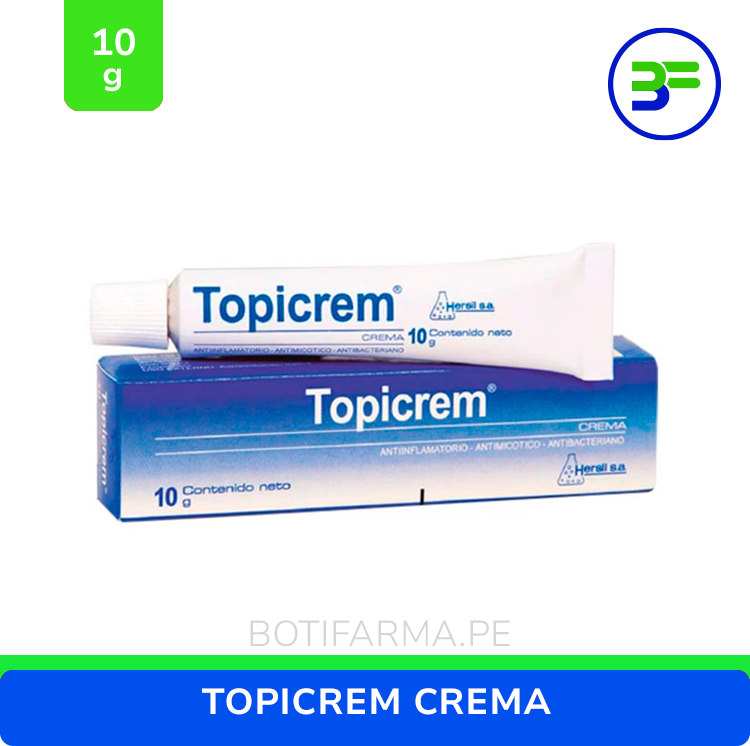 10
g
BF
Topicrem®
Hersil s.a.
CREMA 10 g Contenido neto
ANTIINFLAMATORIO - ANTIMICOTICO - ANTIBACTERIANO
Topicrem®
Topicrem
CREMA
ANTIINFLAMATORIO - ANTIMICOTICO - ANTIBACTERIANO
Hersil s.a.
10 g Contenido neto
BOTIFARMA.PE
TOPICREM CREMA